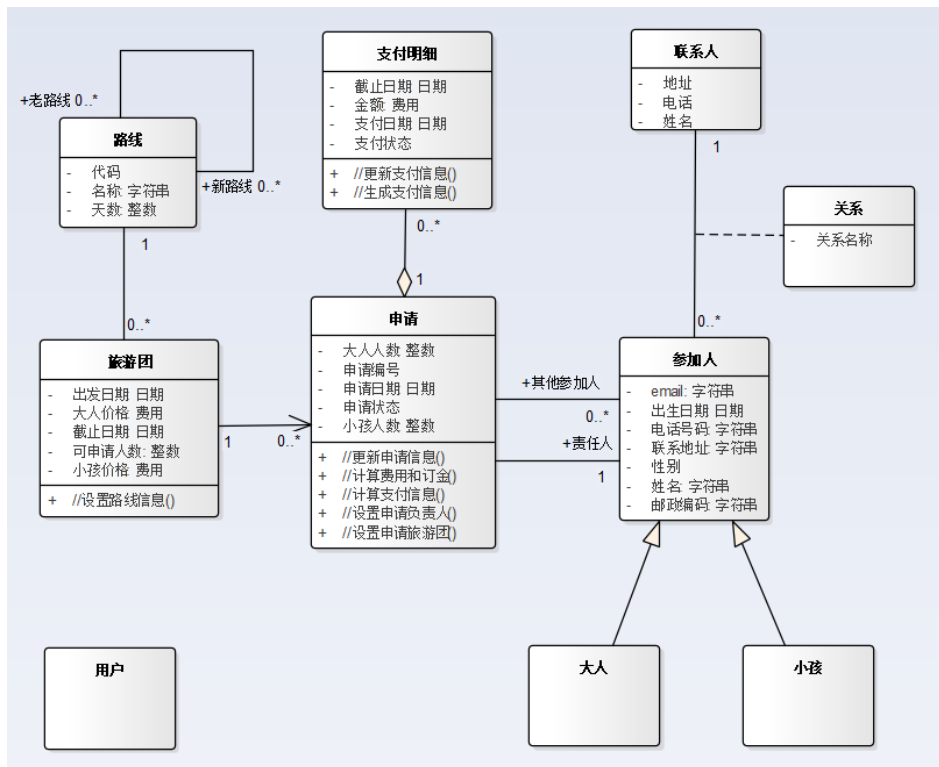 +老路线 0..*
路线
- 代码
- 名称: 字符串
- 天数: 整数
+新路线 0..*
1
0..*
旅游团
- 出发日期: 日期
- 大人价格: 费用
- 截止日期: 日期
- 可申请人数: 整数
- 小孩价格: 费用
+ //设置路线信息()
1
0..*
支付明细
- 截止日期: 日期
- 金额: 费用
- 支付日期: 日期
- 支付状态
+ //更新支付信息()
+ //生成支付信息()
0..*
1
申请
- 大人人数: 整数
- 申请编号
- 申请日期: 日期
- 申请状态
- 小孩人数: 整数
+ //更新申请信息()
+ //计算费用和订金()
+ //计算支付信息()
+ //设置申请负责人()
+ //设置申请旅游团()
+其他参加人
0..*
+责任人
1
联系人
- 地址
- 电话
- 姓名
1
关系
- 关系名称
0..*
参加人
- email: 字符串
- 出生日期: 日期
- 电话号码: 字符串
- 联系地址: 字符串
- 性别
- 姓名: 字符串
- 邮政编码: 字符串
用户
大人
小孩